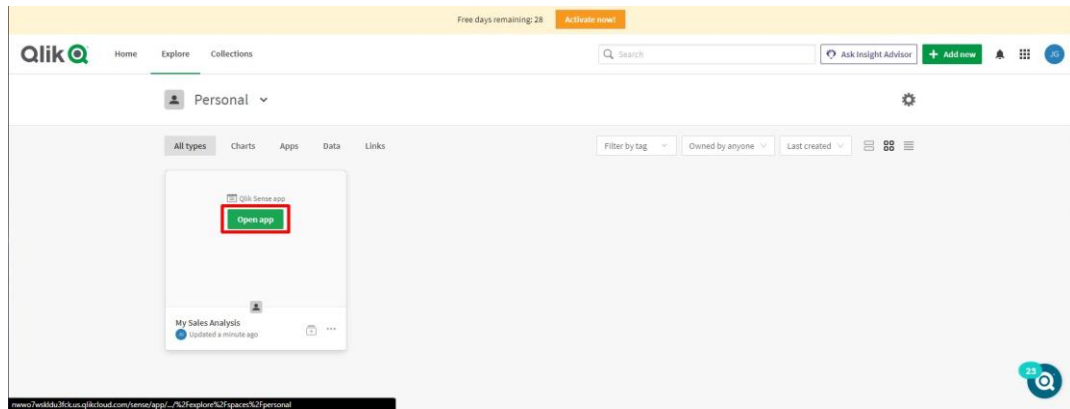 Free days remaining: 28 Activate now!
Qlik Home Explore Collections Search Ask Insight Advisor + Add new JG
Personal
All types Charts Apps Data Links Filter by tag Owned by anyone Last created
Qlik Sense app
Open app
My Sales Analysis
Updated a minute ago
23